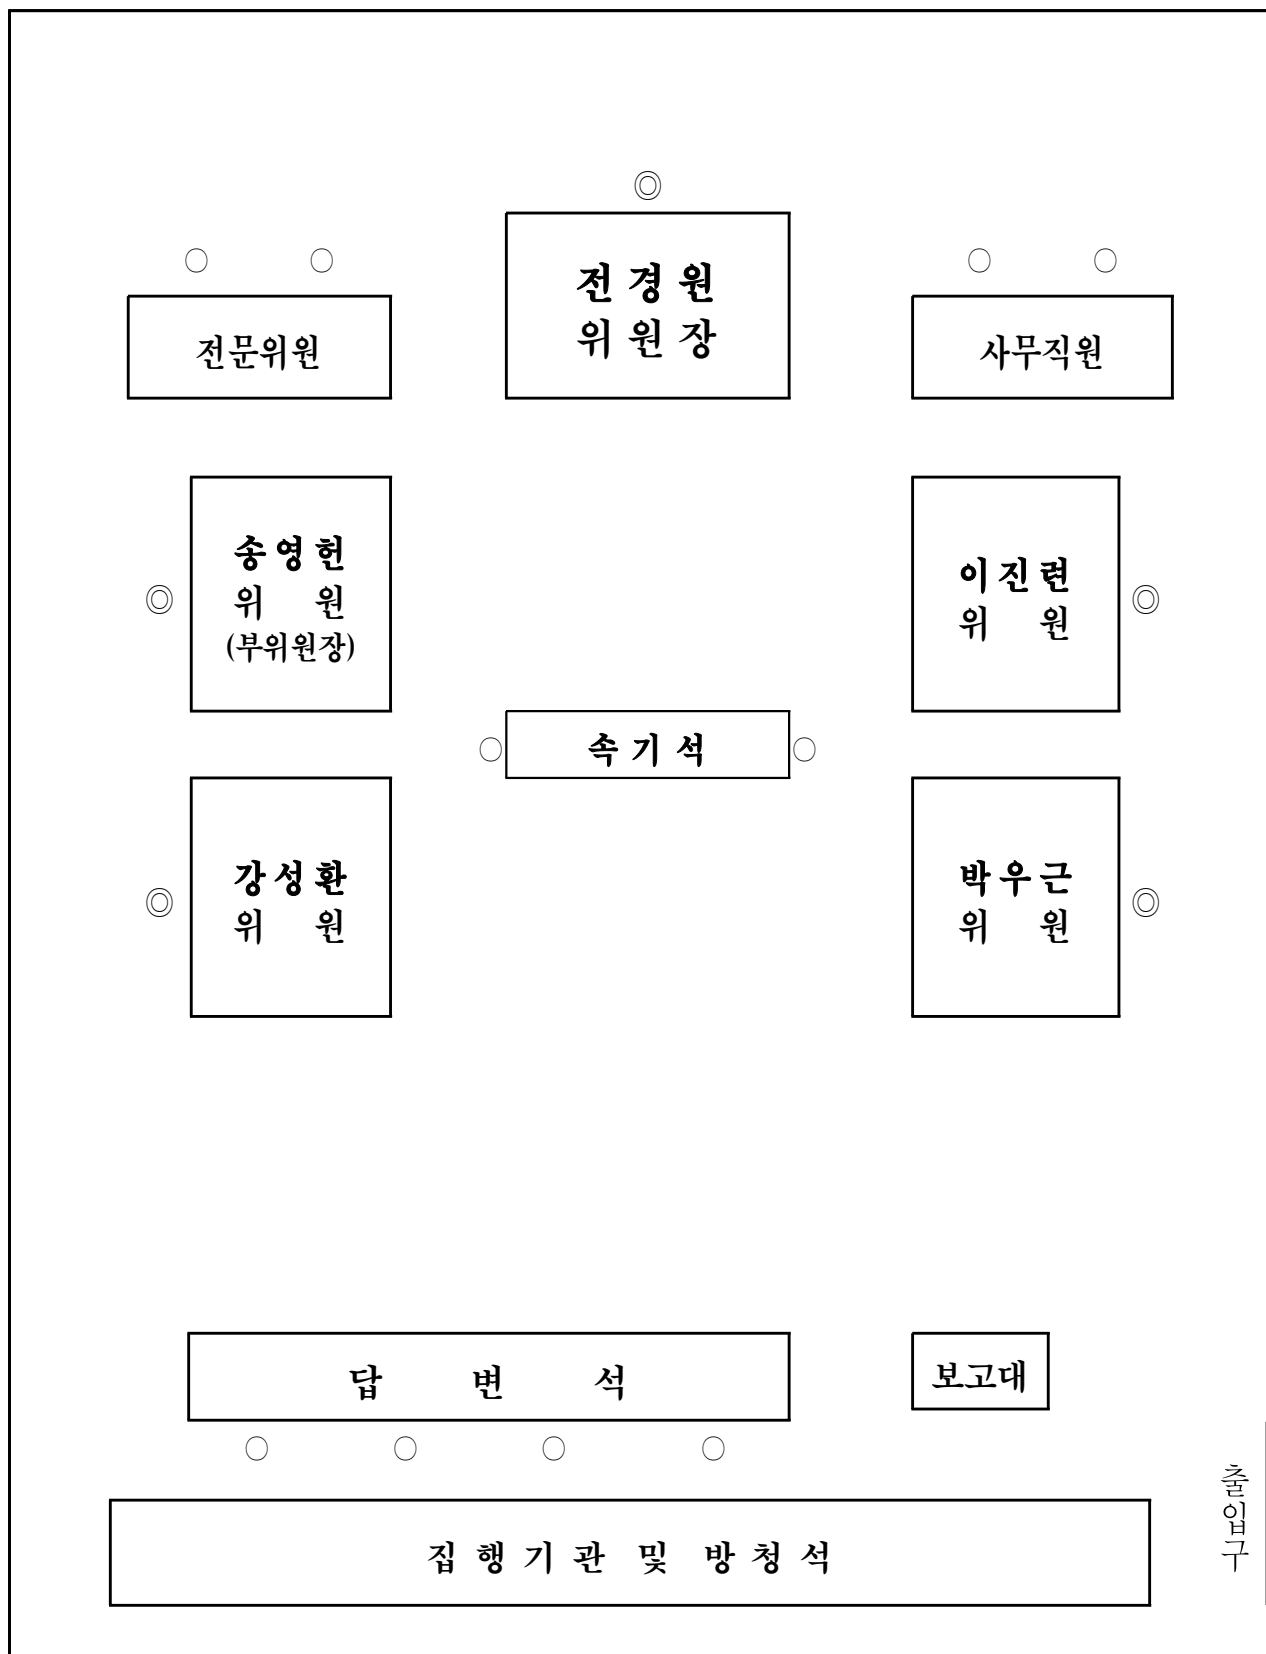 ◎
○ ○
전 경 원
위 원 장
○ ○
전문위원
사무직원
송 영 헌
위 원
(부위원장)
◎
이 진 련
위 원
◎
○ 속 기 석 ○
강 성 환
위 원
◎
박 우 근
위 원
◎
답 변 석
보고대
○ ○ ○ ○
출입구
집 행 기 관 및 방 청 석